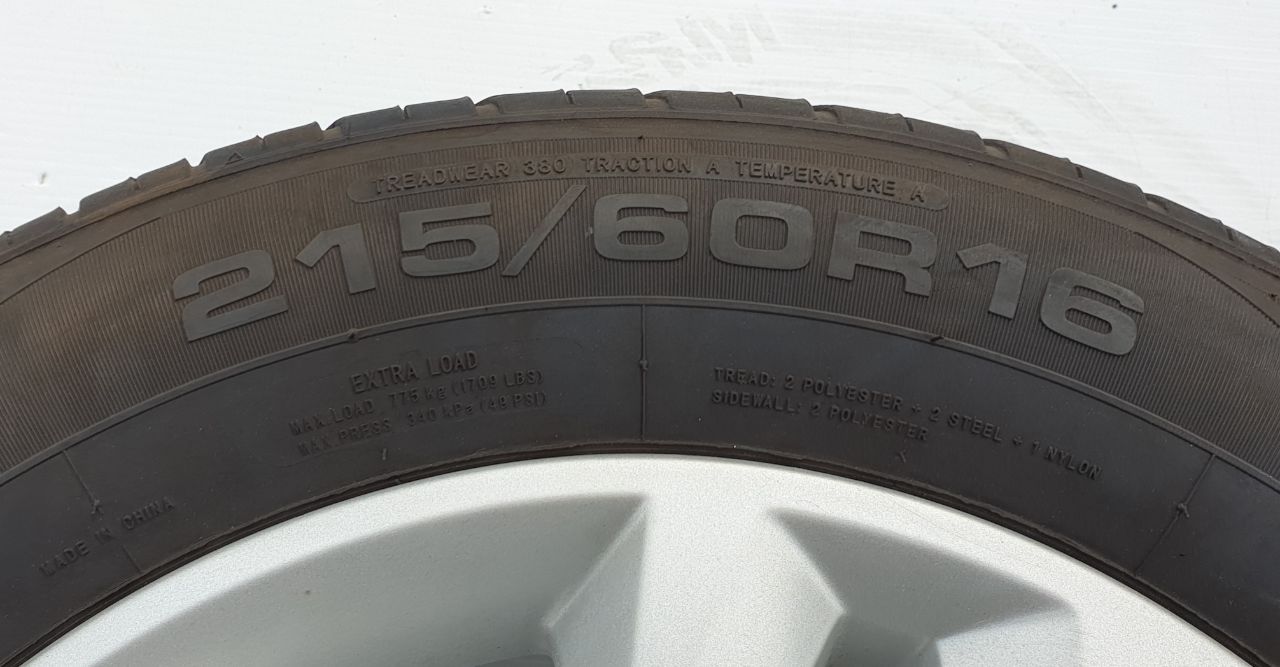 TREADWEAR 380 TRACTION A TEMPERATURE A
215/60R16
EXTRA LOAD
MAX.LOAD 775 kg (1709 LBS)
MAX.PRESS 340 kPa (49 PSI)
TREAD: 2 POLYESTER + 2 STEEL + 1 NYLON
SIDEWALL: 2 POLYESTER
MADE IN CHINA